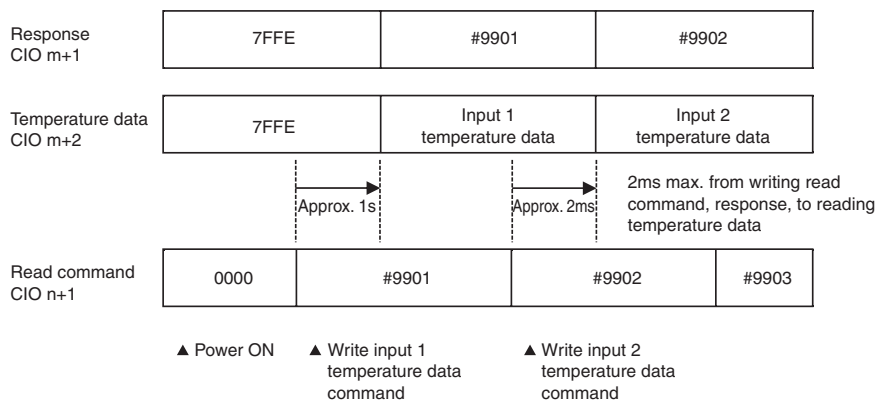 Response
CIO m+1
7FFE
#9901
#9902
Temperature data
CIO m+2
7FFE
Input 1
temperature data
Input 2
temperature data
Approx. 1s
Approx. 2ms
2ms max. from writing read
command, response, to reading
temperature data
Read command
CIO n+1
0000
#9901
#9902
#9903
▲ Power ON
▲ Write input 1
temperature data
command
▲ Write input 2
temperature data
command